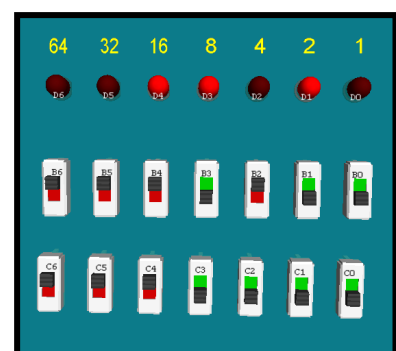 64 32 16 8 4 2 1
D6 D5 D4 D3 D2 D1 D0
B6 B5 B4 B3 B2 B1 B0
C6 C5 C4 C3 C2 C1 C0